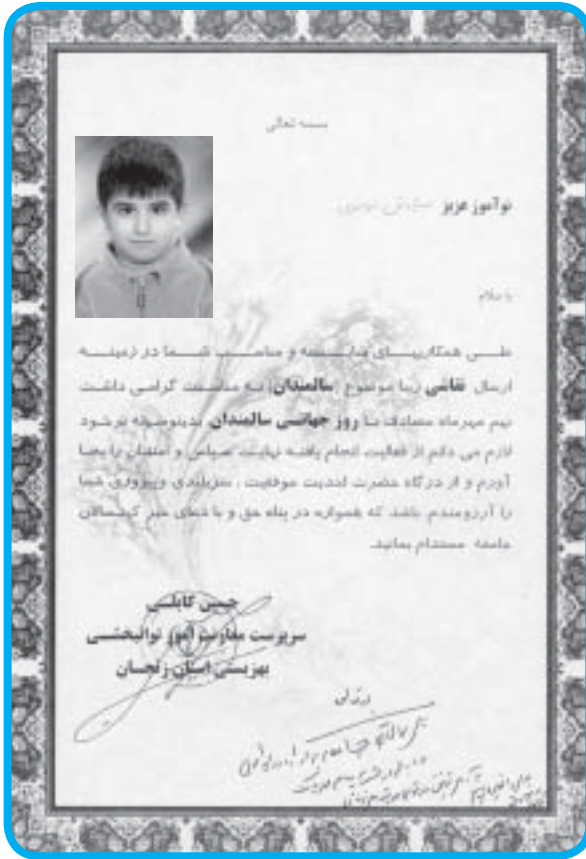 بسمه تعالی
نوآموز عزیز
با سلام
طی همکاریهای شایسته و مناسب شما در زمینه
ارسال نقاشی (با موضوع سالمندان) به مناسبت گرامی داشت
نهم مهرماه مصادف با روز جهانی سالمندان بدینوسیله برخود
لازم می دانم از فعالیت انجام یافته نهایت سپاس و امتنان را بجا
آورم و از درگاه حضرت احدیت موفقیت ، سربلندی و پیروزی شما
را آرزومندم. باشد که همواره در پناه حق و با دعای خیر کهنسالان
جامعه مستدام بمانید.
حسین کابلی
سرپرست معاونت امور توانبخشی
بهزیستی استان زنجان